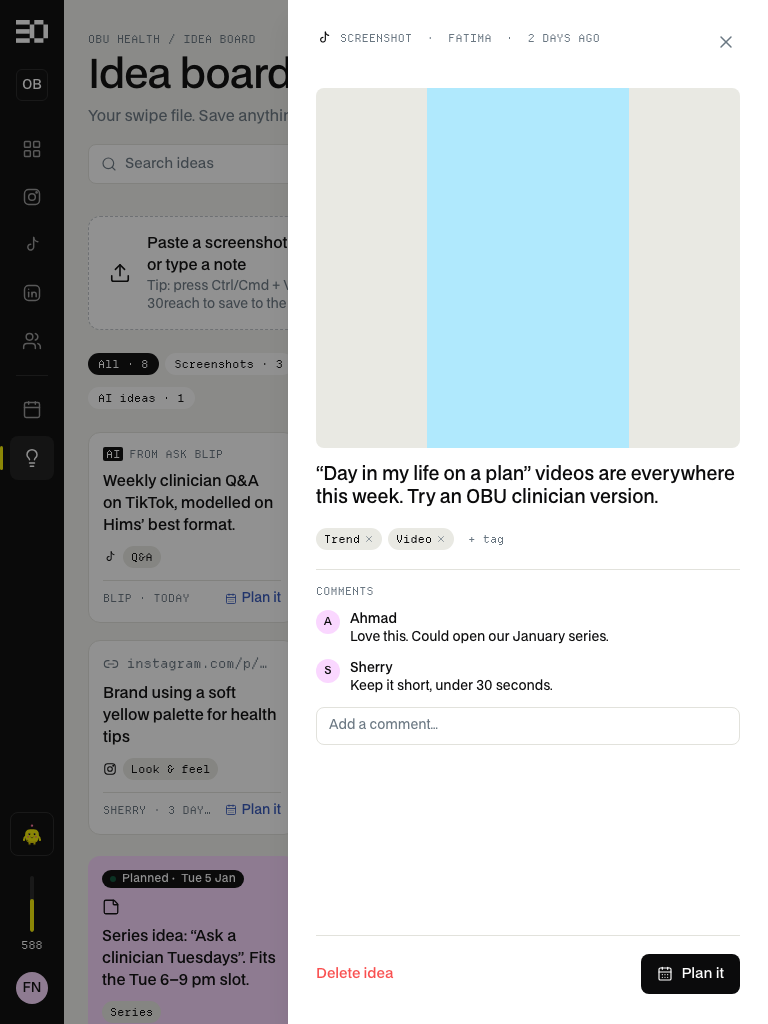 30
OB
588
FN
OBU HEALTH / IDEA BOARD
Idea board
Your swipe file. Save
Search ideas
Paste a screenshot
or type a note
Tip: press Ctrl/Cmd + V
30reach to save to the
All · 8
Screenshots · 3
AI ideas · 1
AI FROM ASK BLIP
Weekly clinician Q&A
on TikTok, modelled on
Hims’ best format.
Q&A
BLIP · TODAY
Plan it
instagram.com/p/…
Brand using a soft
yellow palette for health
tips
Look & feel
SHERRY · 3 DAY…
Plan it
Planned · Tue 5 Jan
Series idea: “Ask a
clinician Tuesdays”. Fits
the Tue 6–9 pm slot.
Series
SCREENSHOT · FATIMA · 2 DAYS AGO
“Day in my life on a plan” videos are everywhere
this week. Try an OBU clinician version.
Trend
Video
+ tag
COMMENTS
A
Ahmad
Love this. Could open our January series.
S
Sherry
Keep it short, under 30 seconds.
Add a comment…
Delete idea
Plan it